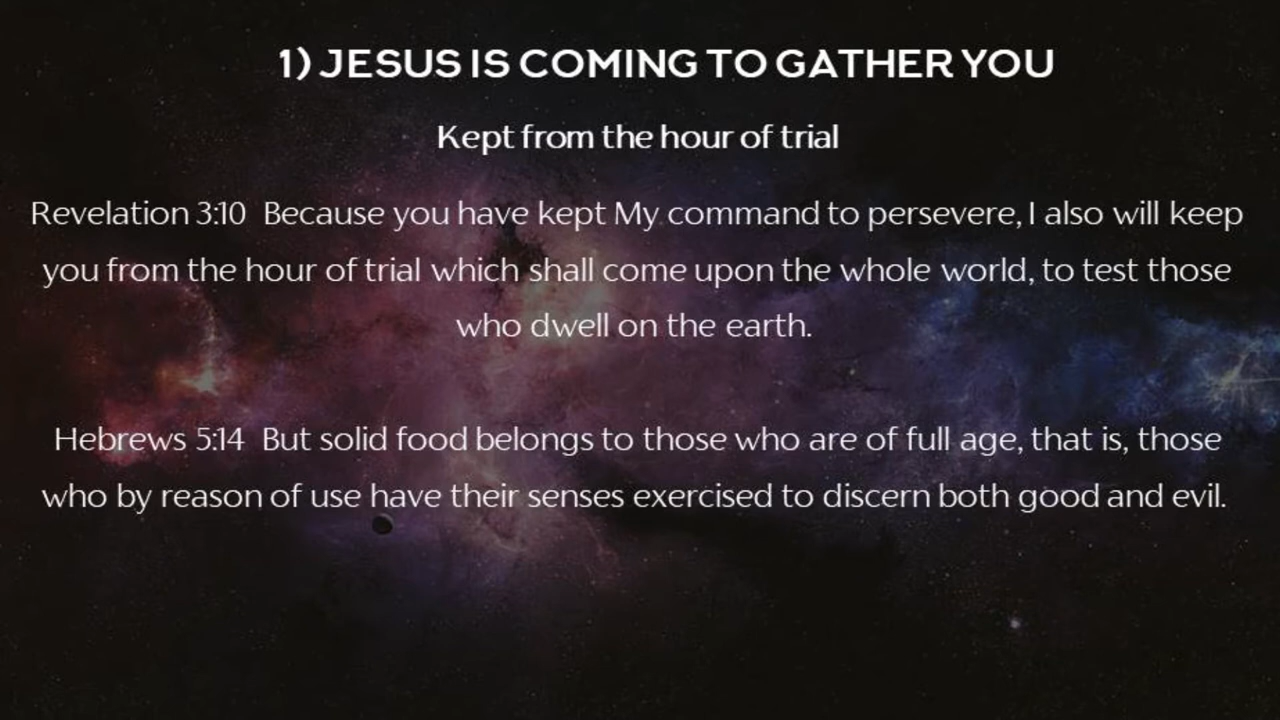 1) JESUS IS COMING TO GATHER YOU
Kept from the hour of trial
Revelation 3:10  Because you have kept My command to persevere, I also will keep
you from the hour of trial which shall come upon the whole world, to test those
who dwell on the earth.
Hebrews 5:14  But solid food belongs to those who are of full age, that is, those
who by reason of use have their senses exercised to discern both good and evil.